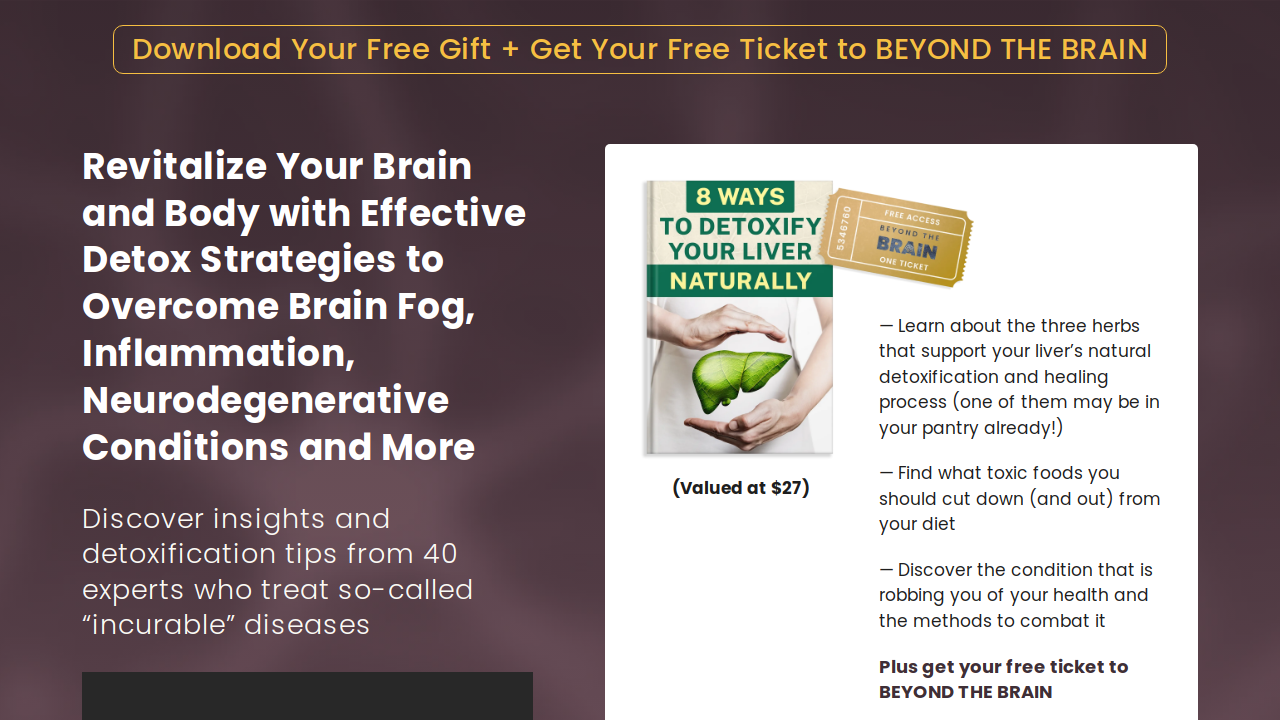 Download Your Free Gift + Get Your Free Ticket to BEYOND THE BRAIN
Revitalize Your Brain
and Body with Effective
Detox Strategies to
Overcome Brain Fog,
Inflammation,
Neurodegenerative
Conditions and More
Discover insights and
detoxification tips from 40
experts who treat so-called
“incurable” diseases
8 WAYS
TO DETOXIFY
YOUR LIVER
NATURALLY
(Valued at $27)
5346760
FREE ACCESS
BEYOND THE
BRAIN
ONE TICKET
— Learn about the three herbs
that support your liver’s natural
detoxification and healing
process (one of them may be in
your pantry already!)
— Find what toxic foods you
should cut down (and out) from
your diet
— Discover the condition that is
robbing you of your health and
the methods to combat it
Plus get your free ticket to
BEYOND THE BRAIN